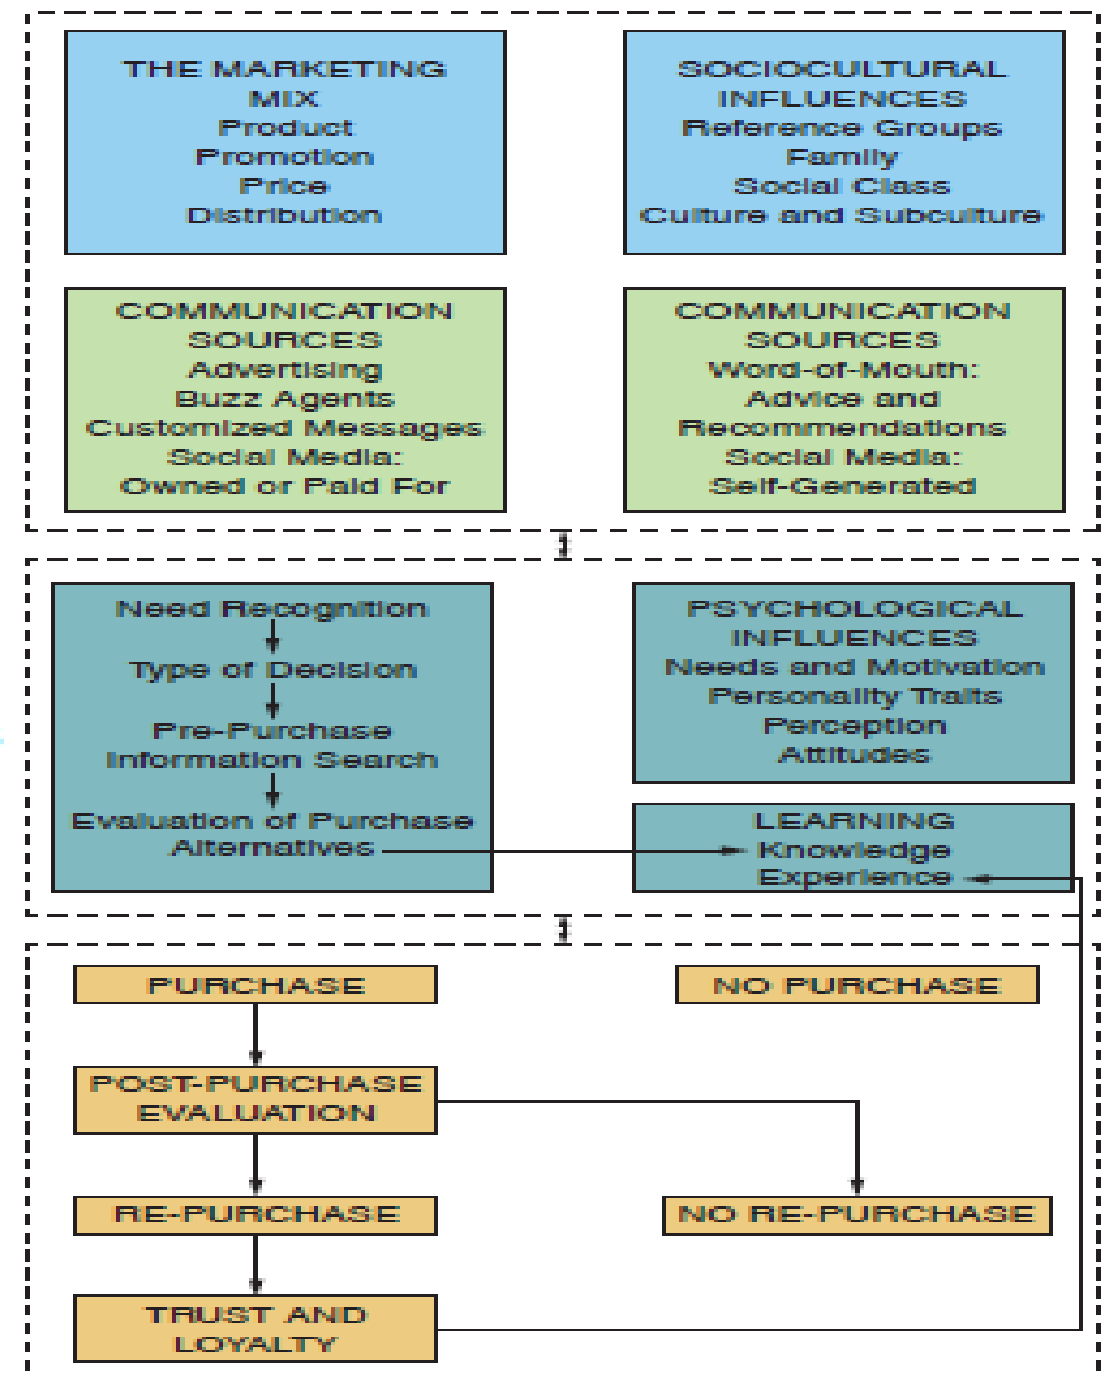 THE MARKETING
MIX
Product
Promotion
Price
Distribution
SOCIOCULTURAL
INFLUENCES
Reference Groups
Family
Social Class
Culture and Subculture
COMMUNICATION
SOURCES
Advertising
Buzz Agents
Customized Messages
Social Media:
Owned or Paid For
COMMUNICATION
SOURCES
Word-of-Mouth:
Advice and
Recommendations
Social Media:
Self-Generated
Need Recognition
Type of Decision
Pre-Purchase
Information Search
Evaluation of Purchase
Alternatives
PSYCHOLOGICAL
INFLUENCES
Needs and Motivation
Personality Traits
Perception
Attitudes
LEARNING
Knowledge
Experience
PURCHASE
NO PURCHASE
POST-PURCHASE
EVALUATION
RE-PURCHASE
NO RE-PURCHASE
TRUST AND
LOYALTY